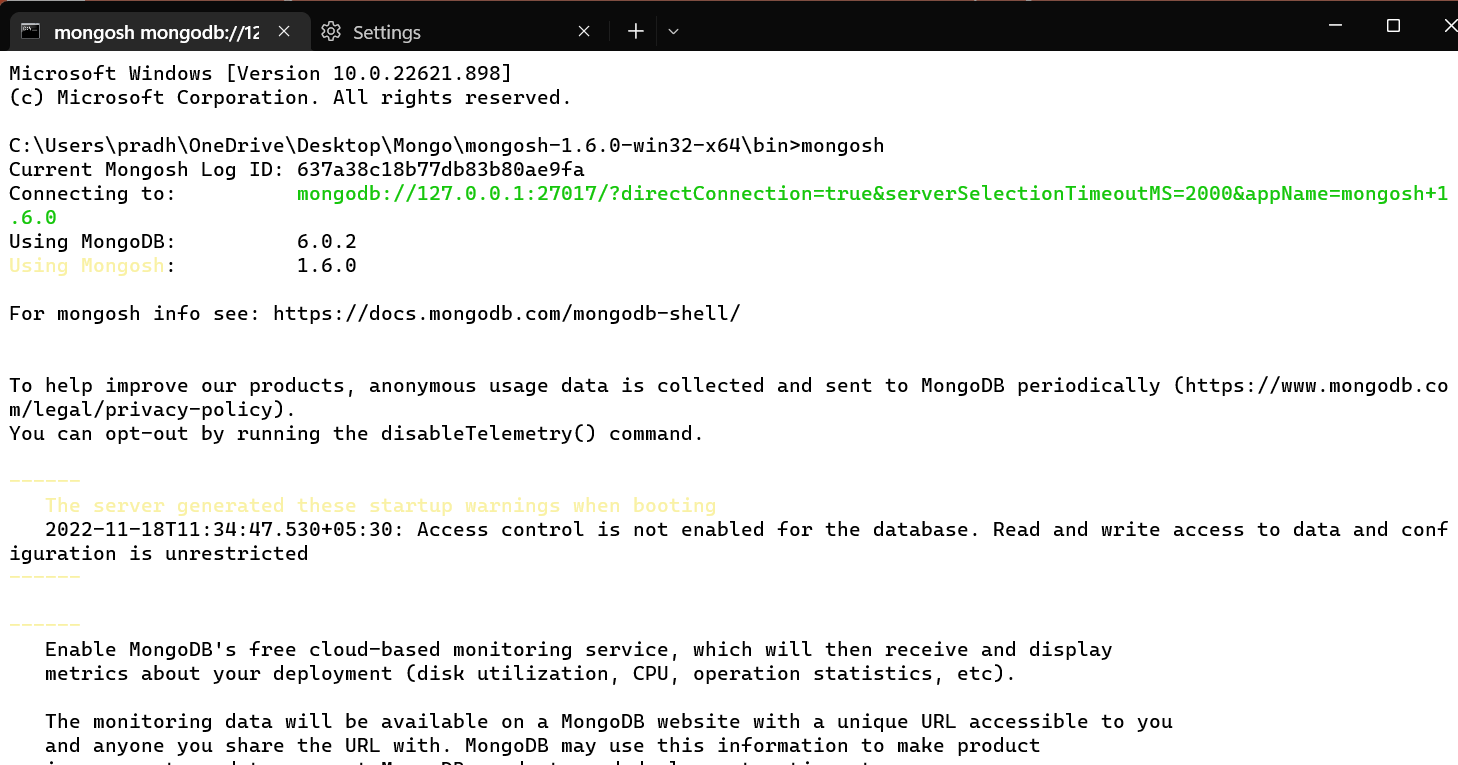 mongosh mongodb://12
Settings
Microsoft Windows [Version 10.0.22621.898]
(c) Microsoft Corporation. All rights reserved.
C:\Users\pradh\OneDrive\Desktop\Mongo\mongosh-1.6.0-win32-x64\bin>mongosh
Current Mongosh Log ID: 637a38c18b77db83b80ae9fa
Connecting to:          mongodb://127.0.0.1:27017/?directConnection=true&serverSelectionTimeoutMS=2000&appName=mongosh+1
.6.0
Using MongoDB:          6.0.2
Using Mongosh:          1.6.0
For mongosh info see: https://docs.mongodb.com/mongodb-shell/
To help improve our products, anonymous usage data is collected and sent to MongoDB periodically (https://www.mongodb.co
m/legal/privacy-policy).
You can opt-out by running the disableTelemetry() command.
------
The server generated these startup warnings when booting
2022-11-18T11:34:47.530+05:30: Access control is not enabled for the database. Read and write access to data and conf
iguration is unrestricted
------
------
Enable MongoDB's free cloud-based monitoring service, which will then receive and display
metrics about your deployment (disk utilization, CPU, operation statistics, etc).
The monitoring data will be available on a MongoDB website with a unique URL accessible to you
and anyone you share the URL with. MongoDB may use this information to make product